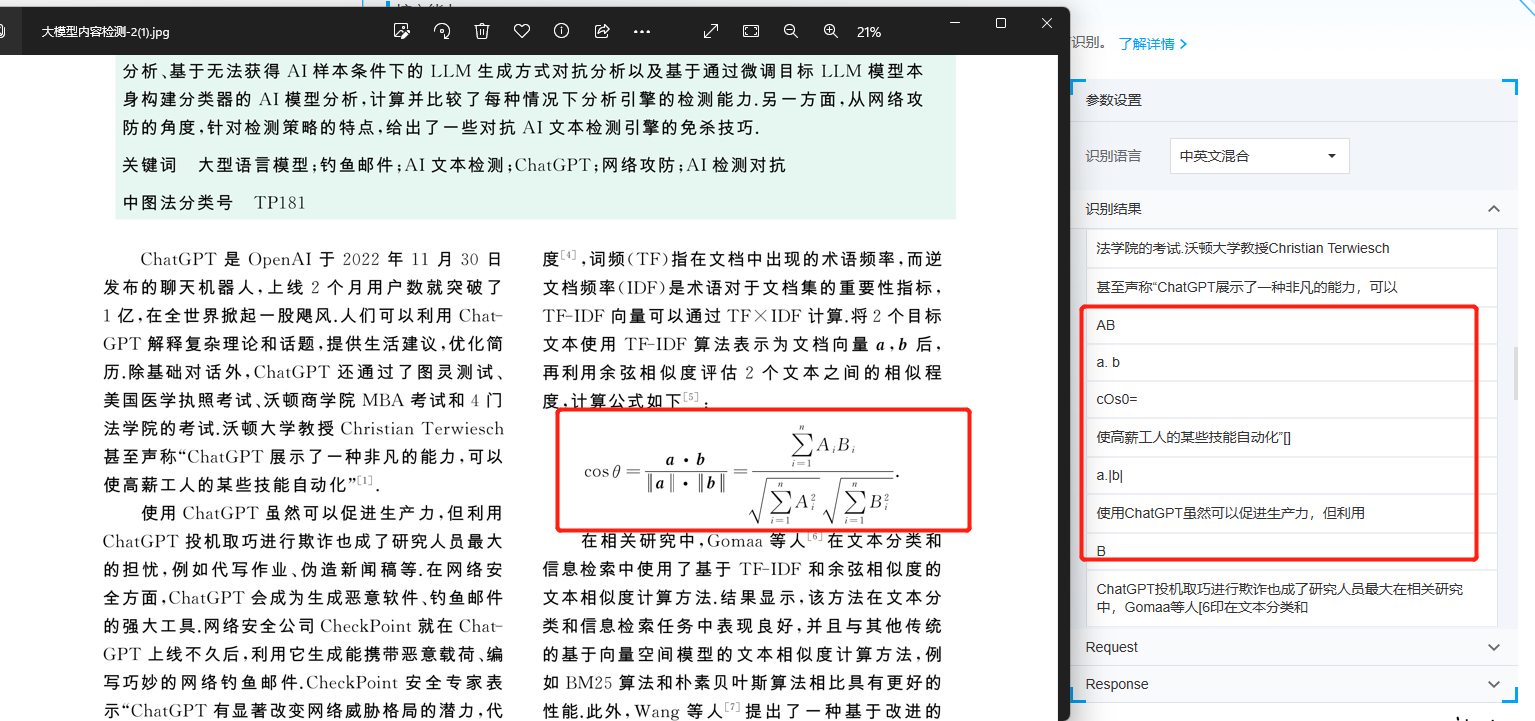 大模型内容检测-2(1).jpg
21%
分析、基于无法获得 AI 样本条件下的 LLM 生成方式对抗分析以及基于通过微调目标 LLM 模型本
身构建分类器的 AI 模型分析,计算并比较了每种情况下分析引擎的检测能力.另一方面,从网络攻
防的角度,针对检测策略的特点,给出了一些对抗 AI 文本检测引擎的免杀技巧.
关键词 大型语言模型;钓鱼邮件;AI 文本检测;ChatGPT;网络攻防;AI 检测对抗
中图法分类号 TP181
ChatGPT 是 OpenAI 于 2022 年 11 月 30 日
发布的聊天机器人,上线 2 个月用户数就突破了
1 亿,在全世界掀起一股飓风.人们可以利用 Chat-
GPT 解释复杂理论和话题,提供生活建议,优化简
历.除基础对话外,ChatGPT 还通过了图灵测试、
美国医学执照考试、沃顿商学院 MBA 考试和 4 门
法学院的考试.沃顿大学教授 Christian Terwiesch
甚至声称“ChatGPT 展示了一种非凡的能力,可以
使高薪工人的某些技能自动化”[1].
使用 ChatGPT 虽然可以促进生产力,但利用
ChatGPT 投机取巧进行欺诈也成了研究人员最大
的担忧,例如代写作业、伪造新闻稿等.在网络安
全方面,ChatGPT 会成为生成恶意软件、钓鱼邮件
的强大工具.网络安全公司 CheckPoint 就在 Chat-
GPT 上线不久后,利用它生成能携带恶意载荷、编
写巧妙的网络钓鱼邮件.CheckPoint 安全专家表
示“ChatGPT 有显著改变网络威胁格局的潜力,代
度[4],词频(TF)指在文档中出现的术语频率,而逆
文档频率(IDF)是术语对于文档集的重要性指标,
TF-IDF 向量可以通过 TF×IDF 计算.将 2 个目标
文本使用 TF-IDF 算法表示为文档向量 a,b 后,
再利用余弦相似度评估 2 个文本之间的相似程
度,计算公式如下[5]:
cos θ = a · b / ‖a‖ · ‖b‖ = ∑ⁿᵢ₌₁ AᵢBᵢ / √∑ⁿᵢ₌₁ Aᵢ² √∑ⁿᵢ₌₁ Bᵢ² .
在相关研究中,Gomaa 等人[6]在文本分类和
信息检索中使用了基于 TF-IDF 和余弦相似度的
文本相似度计算方法.结果显示,该方法在文本分
类和信息检索任务中表现良好,并且与其他传统
的基于向量空间模型的文本相似度计算方法,例
如 BM25 算法和朴素贝叶斯算法相比具有更好的
性能.此外,Wang 等人[7]提出了一种基于改进的
识别。 了解详情
参数设置
识别语言 中英文混合
识别结果
法学院的考试.沃顿大学教授Christian Terwiesch
甚至声称“ChatGPT展示了一种非凡的能力，可以
AB
a. b
cOs0=
使高薪工人的某些技能自动化”[]
a.|b|
使用ChatGPT虽然可以促进生产力，但利用
B
ChatGPT投机取巧进行欺诈也成了研究人员最大在相关研究
中，Gomaa等人[6印在文本分类和
Request
Response